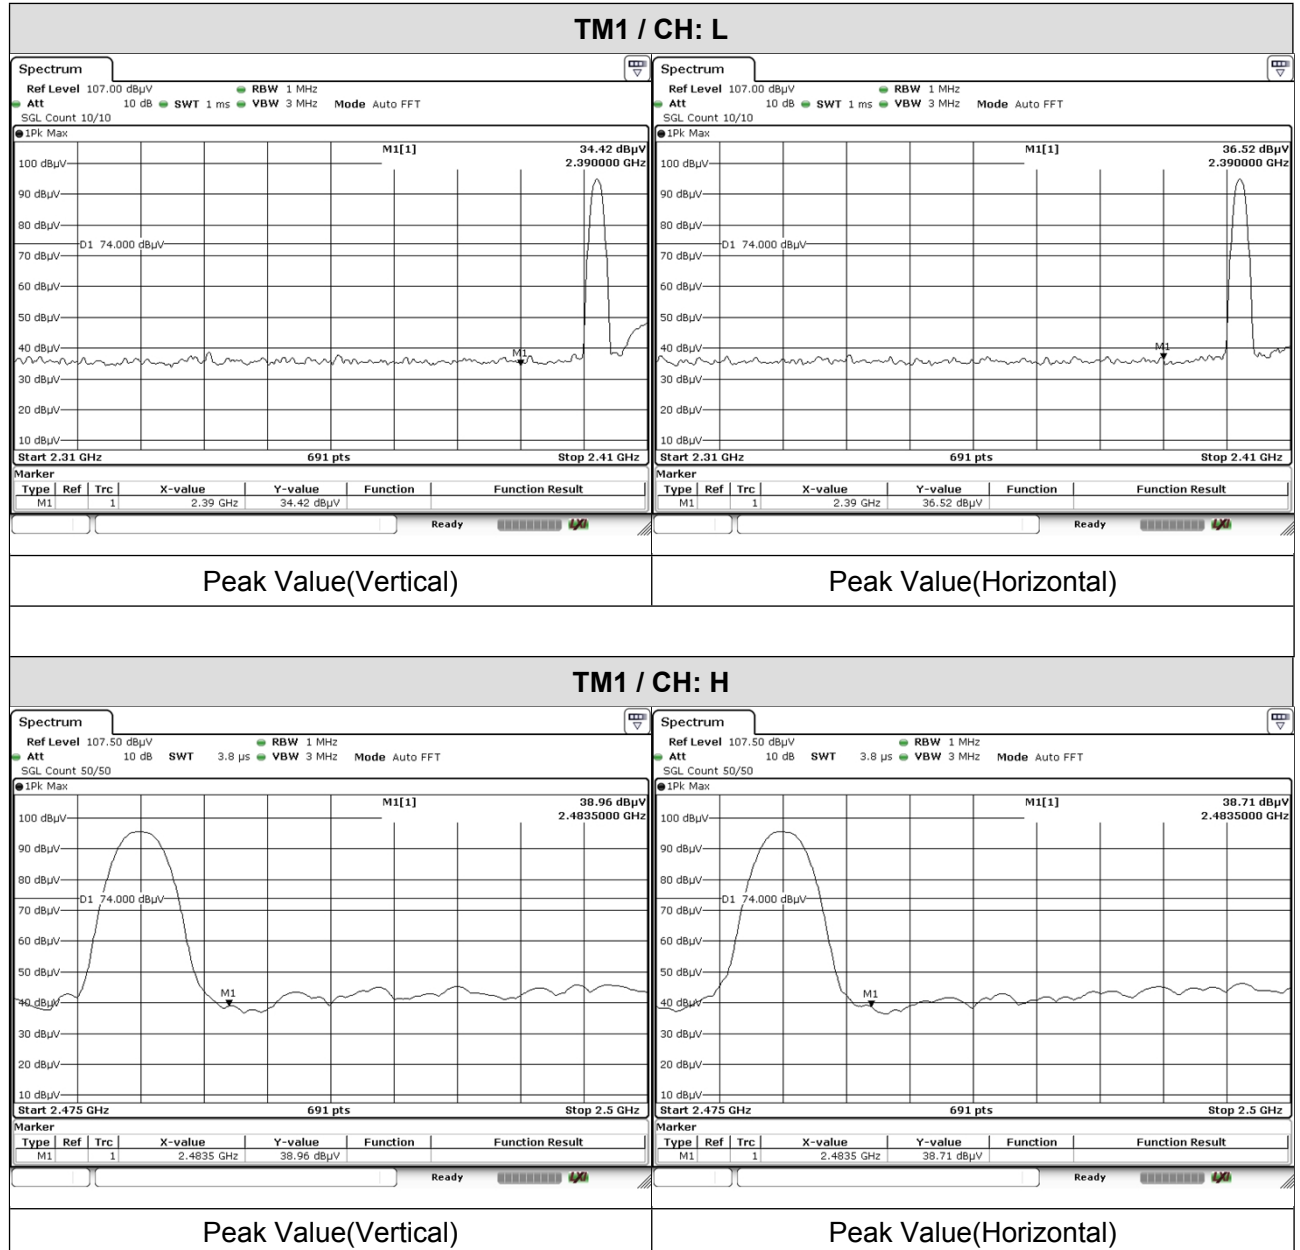 TM1 / CH: L
Spectrum
Ref Level 107.00 dBµV RBW 1 MHz
Att 10 dB SWT 1 ms VBW 3 MHz Mode Auto FFT
SGL Count 10/10
1Pk Max
M1[1] 34.42 dBµV
2.390000 GHz
100 dBµV
90 dBµV
80 dBµV
D1 74.000 dBµV
70 dBµV
60 dBµV
50 dBµV
40 dBµV
M1
30 dBµV
20 dBµV
10 dBµV
Start 2.31 GHz 691 pts Stop 2.41 GHz
Marker
Type Ref Trc X-value Y-value Function Function Result
M1 1 2.39 GHz 34.42 dBµV
Ready LXI
Peak Value(Vertical)
Spectrum
Ref Level 107.00 dBµV RBW 1 MHz
Att 10 dB SWT 1 ms VBW 3 MHz Mode Auto FFT
SGL Count 10/10
1Pk Max
M1[1] 36.52 dBµV
2.390000 GHz
100 dBµV
90 dBµV
80 dBµV
D1 74.000 dBµV
70 dBµV
60 dBµV
50 dBµV
40 dBµV
M1
30 dBµV
20 dBµV
10 dBµV
Start 2.31 GHz 691 pts Stop 2.41 GHz
Marker
Type Ref Trc X-value Y-value Function Function Result
M1 1 2.39 GHz 36.52 dBµV
Ready LXI
Peak Value(Horizontal)
TM1 / CH: H
Spectrum
Ref Level 107.50 dBµV RBW 1 MHz
Att 10 dB SWT 3.8 µs VBW 3 MHz Mode Auto FFT
SGL Count 50/50
1Pk Max
M1[1] 38.96 dBµV
2.4835000 GHz
100 dBµV
90 dBµV
80 dBµV
D1 74.000 dBµV
70 dBµV
60 dBµV
50 dBµV
M1
40 dBµV
30 dBµV
20 dBµV
10 dBµV
Start 2.475 GHz 691 pts Stop 2.5 GHz
Marker
Type Ref Trc X-value Y-value Function Function Result
M1 1 2.4835 GHz 38.96 dBµV
Ready LXI
Peak Value(Vertical)
Spectrum
Ref Level 107.50 dBµV RBW 1 MHz
Att 10 dB SWT 3.8 µs VBW 3 MHz Mode Auto FFT
SGL Count 50/50
1Pk Max
M1[1] 38.71 dBµV
2.4835000 GHz
100 dBµV
90 dBµV
80 dBµV
D1 74.000 dBµV
70 dBµV
60 dBµV
50 dBµV
M1
40 dBµV
30 dBµV
20 dBµV
10 dBµV
Start 2.475 GHz 691 pts Stop 2.5 GHz
Marker
Type Ref Trc X-value Y-value Function Function Result
M1 1 2.4835 GHz 38.71 dBµV
Ready LXI
Peak Value(Horizontal)